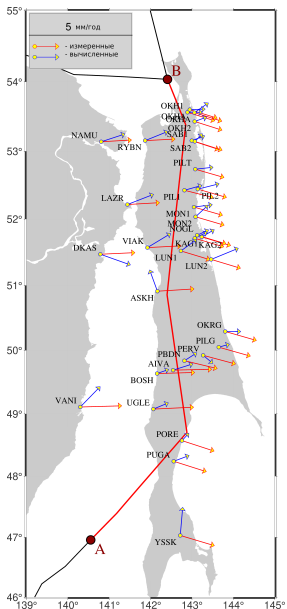 55°
5 мм/год
- измеренные
- вычисленные
B
54°
OKH1
OKHA
OKH2
NAMU
SAB1
RYBN
SAB2
53°
PILT
LAZR
PIL1
PIL2
MON1
52°
MON2
NOGL
VIAK
DKAS
KAG1
KAG2
LUN1
LUN2
51°
ASKH
OKRG
PILG
50°
PERV
PBDN
AIVA
BOSH
VANI
UGLE
49°
PORE
48°
PUGA
47°
A
YSSK
46°
139°
140°
141°
142°
143°
144°
145°